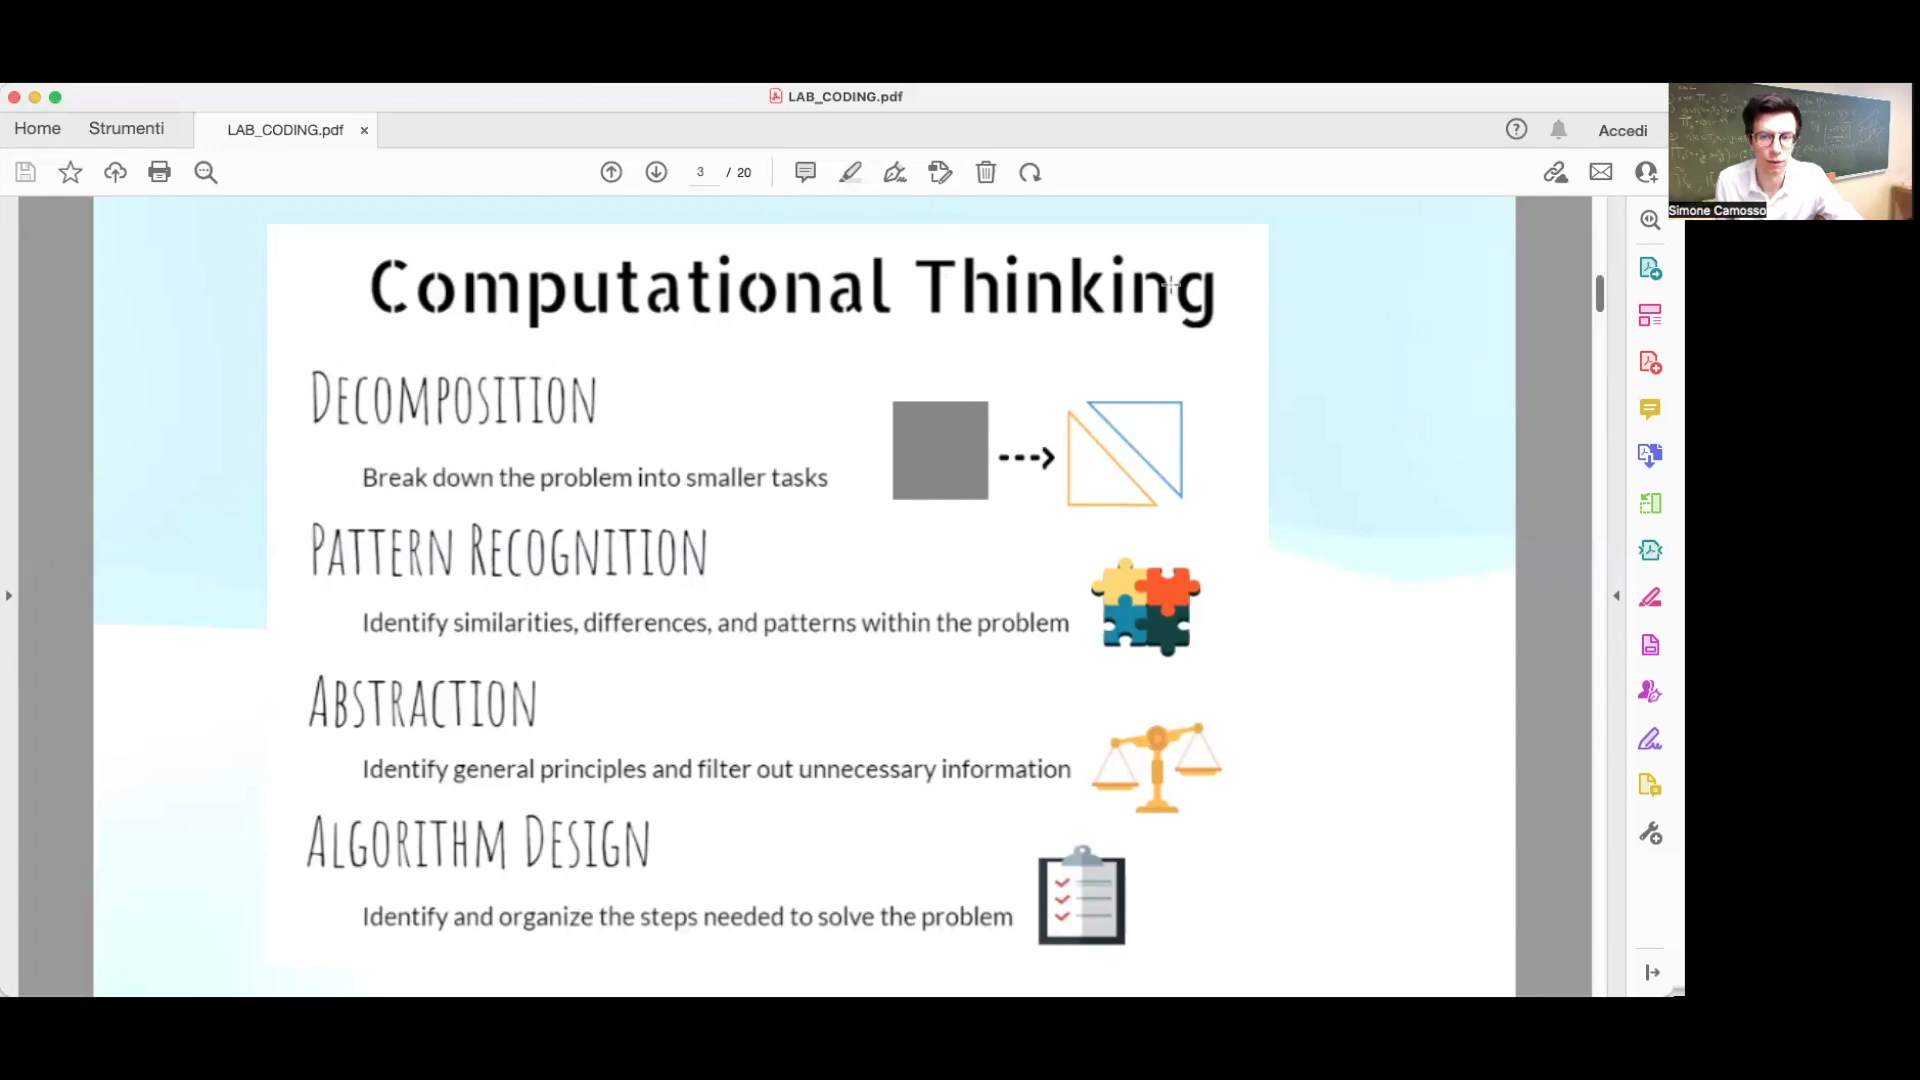 LAB_CODING.pdf
Home Strumenti LAB_CODING.pdf × Accedi
3 / 20
Simone Camosso
Computational Thinking
DECOMPOSITION
Break down the problem into smaller tasks
PATTERN RECOGNITION
Identify similarities, differences, and patterns within the problem
ABSTRACTION
Identify general principles and filter out unnecessary information
ALGORITHM DESIGN
Identify and organize the steps needed to solve the problem